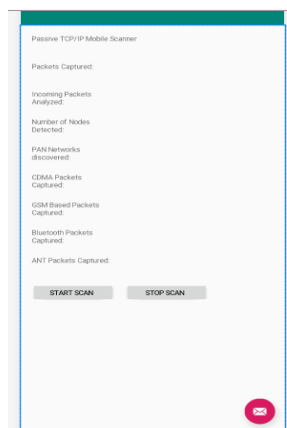 Passive TCP/IP Mobile Scanner
Packets Captured:
Incoming Packets
Analyzed:
Number of Nodes
Detected:
PAN Networks
discovered:
CDMA Packets
Captured:
GSM Based Packets
Captured:
Bluetooth Packets
Captured:
ANT Packets Captured:
START SCAN STOP SCAN